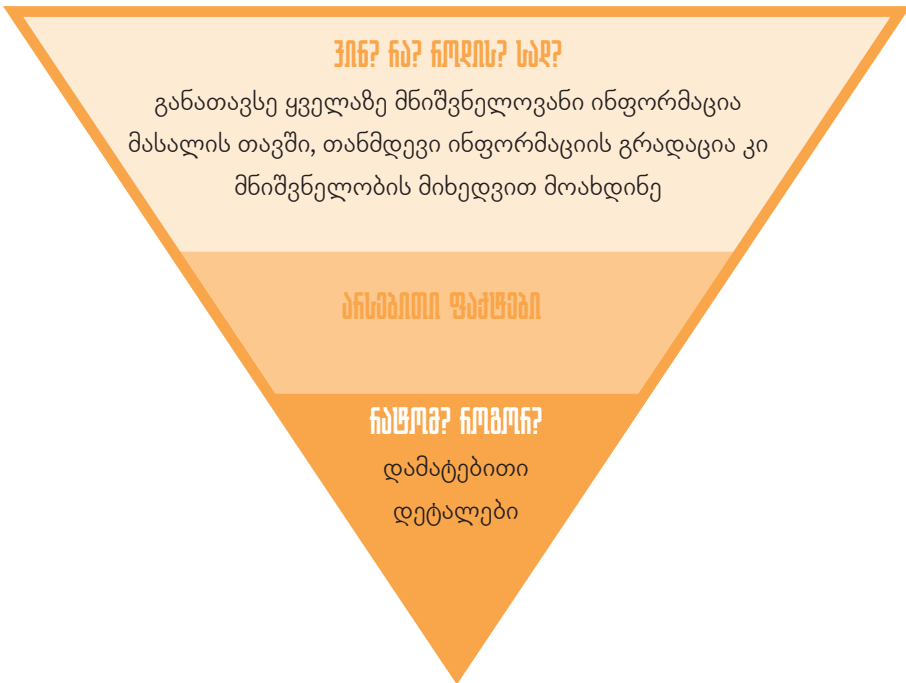 ვინ? რა? როდის? სად?
განათავსე ყველაზე მნიშვნელოვანი ინფორმაცია
მასალის თავში, თანმდევი ინფორმაციის გრადაცია კი
მნიშვნელობის მიხედვით მოახდინე
არსებითი ფაქტები
რატომ? როგორ?
დამატებითი
დეტალები